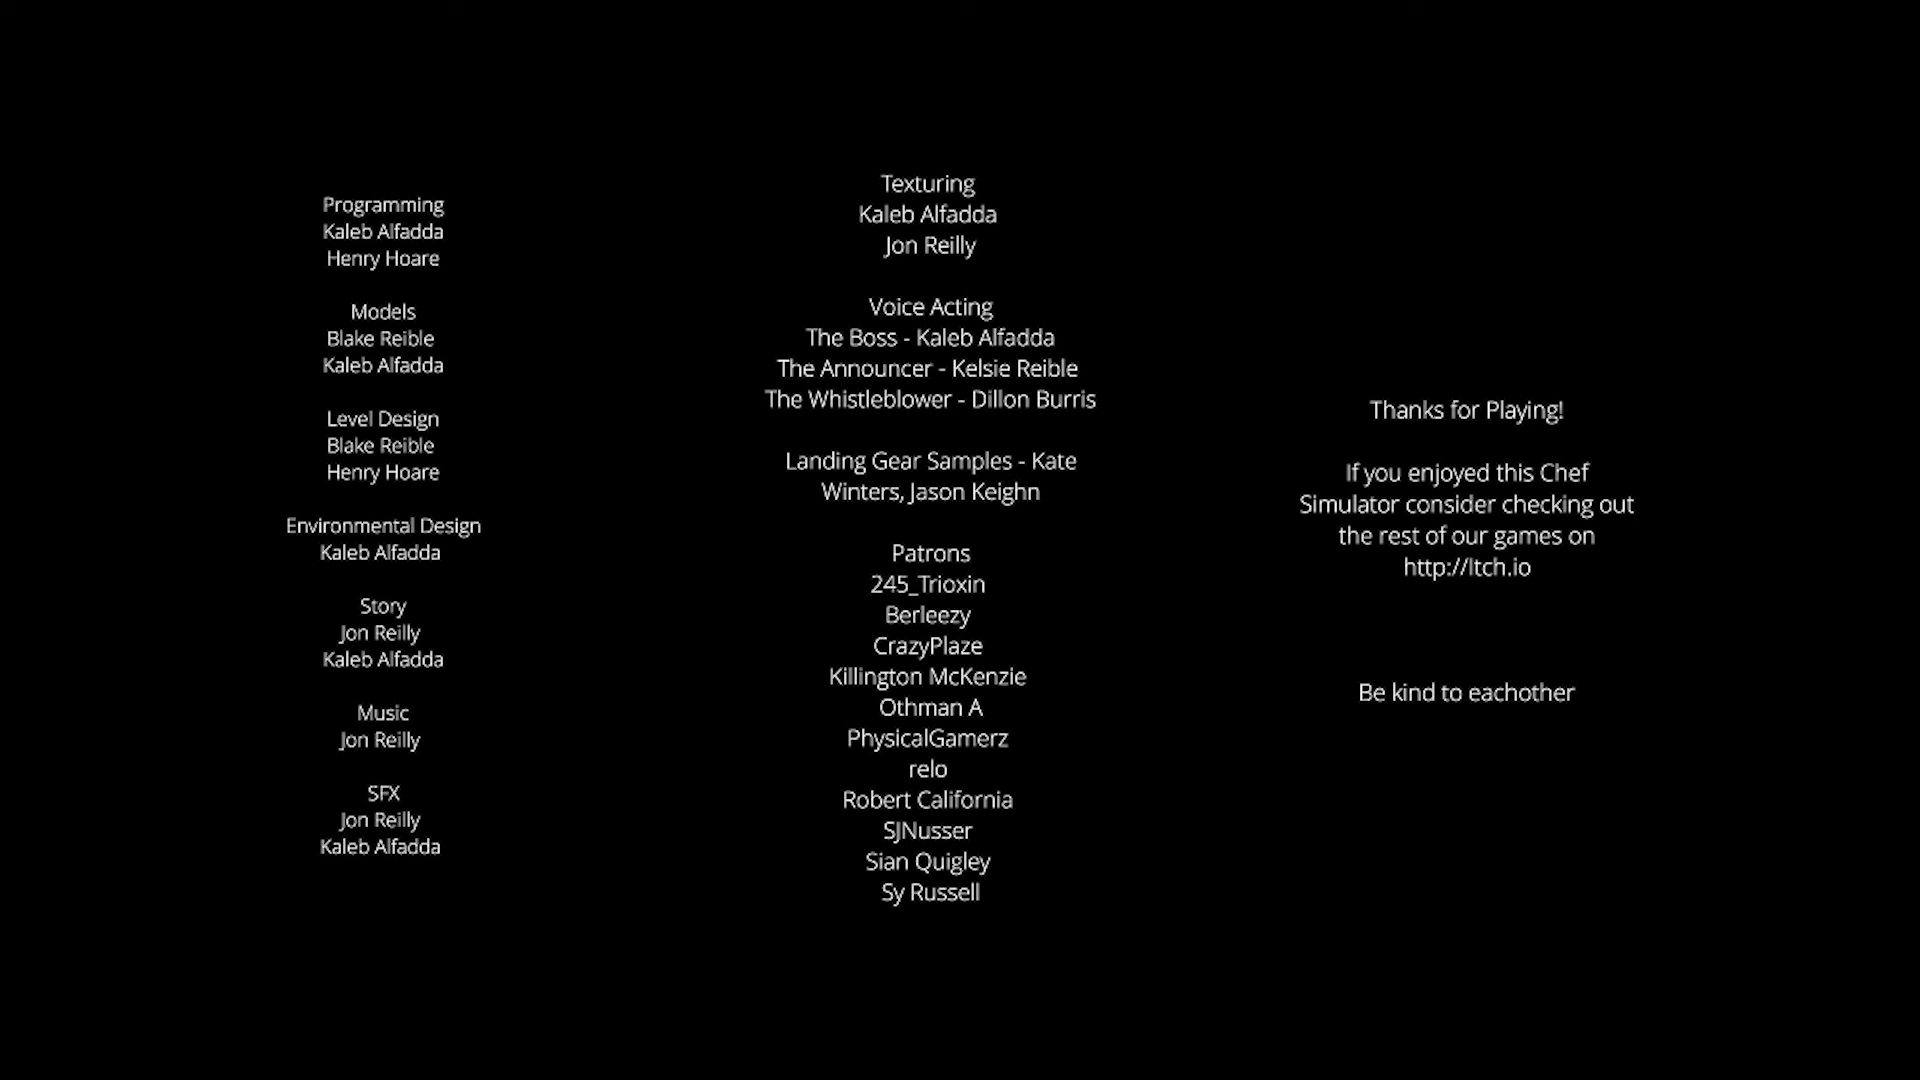 Programming
Kaleb Alfadda
Henry Hoare
Models
Blake Reible
Kaleb Alfadda
Level Design
Blake Reible
Henry Hoare
Environmental Design
Kaleb Alfadda
Story
Jon Reilly
Kaleb Alfadda
Music
Jon Reilly
SFX
Jon Reilly
Kaleb Alfadda
Texturing
Kaleb Alfadda
Jon Reilly
Voice Acting
The Boss - Kaleb Alfadda
The Announcer - Kelsie Reible
The Whistleblower - Dillon Burris
Landing Gear Samples - Kate
Winters, Jason Keighn
Patrons
245_Trioxin
Berleezy
CrazyPlaze
Killington McKenzie
Othman A
PhysicalGamerz
relo
Robert California
SJNusser
Sian Quigley
Sy Russell
Thanks for Playing!
If you enjoyed this Chef
Simulator consider checking out
the rest of our games on
http://Itch.io
Be kind to eachother